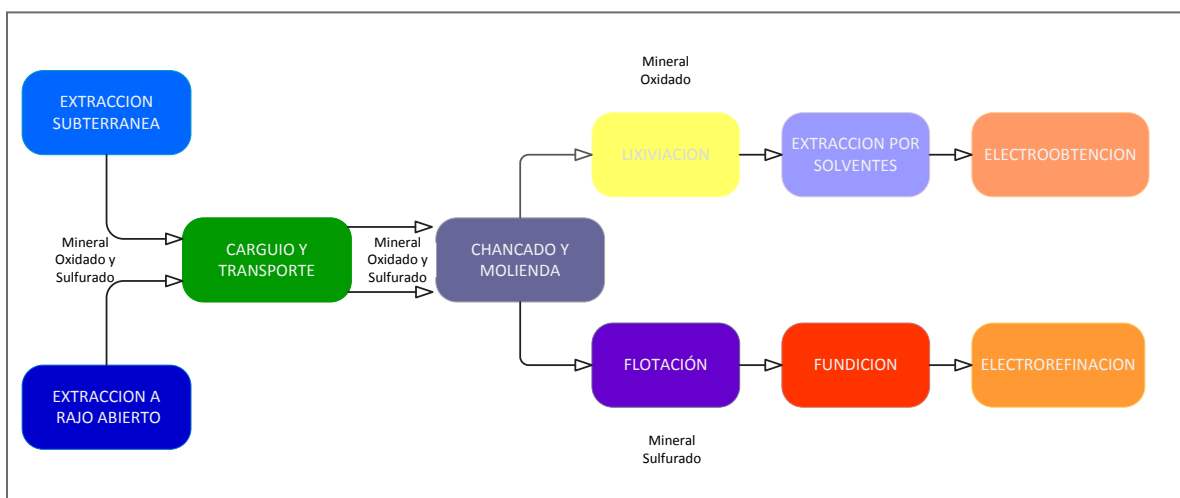 EXTRACCION
SUBTERRANEA
Mineral
Oxidado y
Sulfurado
EXTRACCION A
RAJO ABIERTO
CARGUIO Y
TRANSPORTE
Mineral
Oxidado y
Sulfurado
CHANCADO Y
MOLIENDA
Mineral
Oxidado
LIXIVIACION
EXTRACCION POR
SOLVENTES
ELECTROOBTENCION
FLOTACIÓN
FUNDICION
ELECTROREFINACION
Mineral
Sulfurado